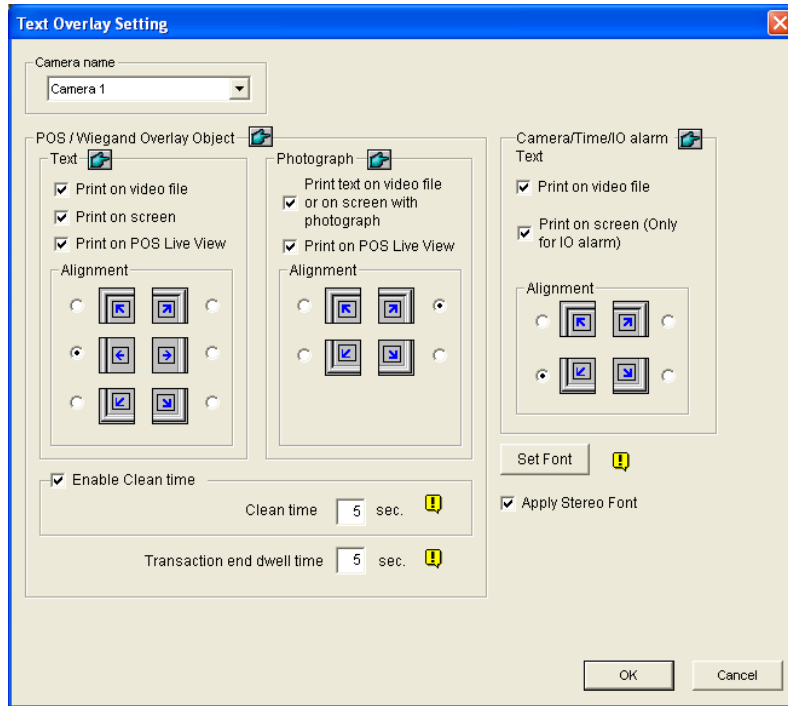 Text Overlay Setting
Camera name
Camera 1
POS / Wiegand Overlay Object
Text
Print on video file
Print on screen
Print on POS Live View
Alignment
Photograph
Print text on video file
or on screen with
photograph
Print on POS Live View
Alignment
Camera/Time/IO alarm
Text
Print on video file
Print on screen (Only
for IO alarm)
Alignment
Set Font
Apply Stereo Font
Enable Clean time
Clean time 5 sec.
Transaction end dwell time 5 sec.
OK Cancel